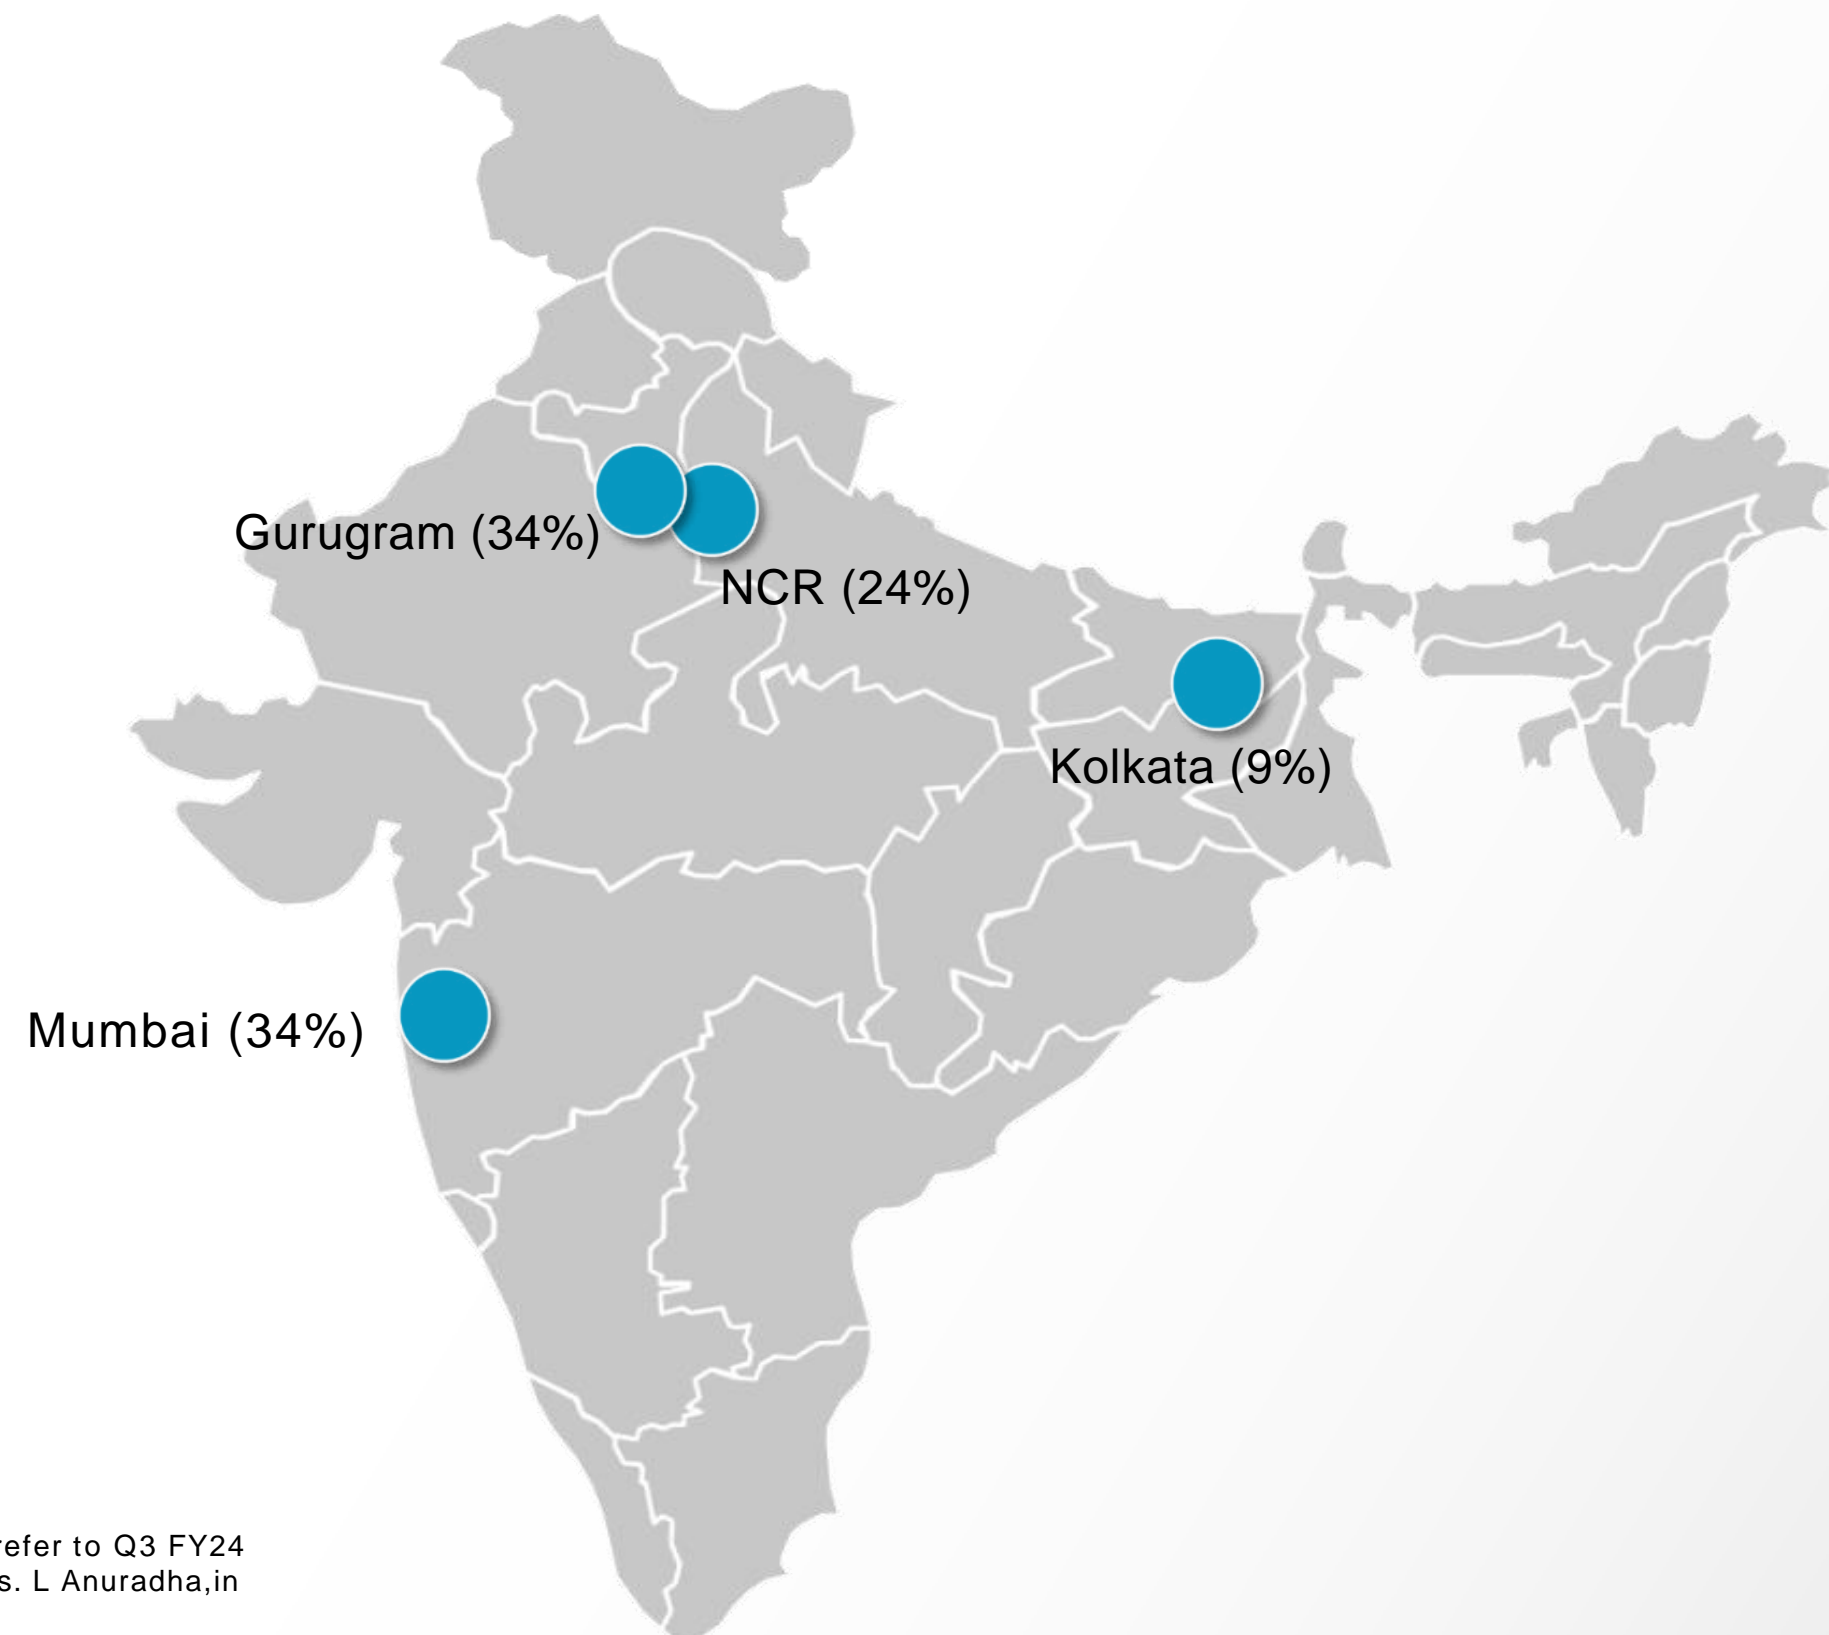 Gurugram (34%)
NCR (24%)
Kolkata (9%)
Mumbai (34%)
refer to Q3 FY24
s. L Anuradha,in